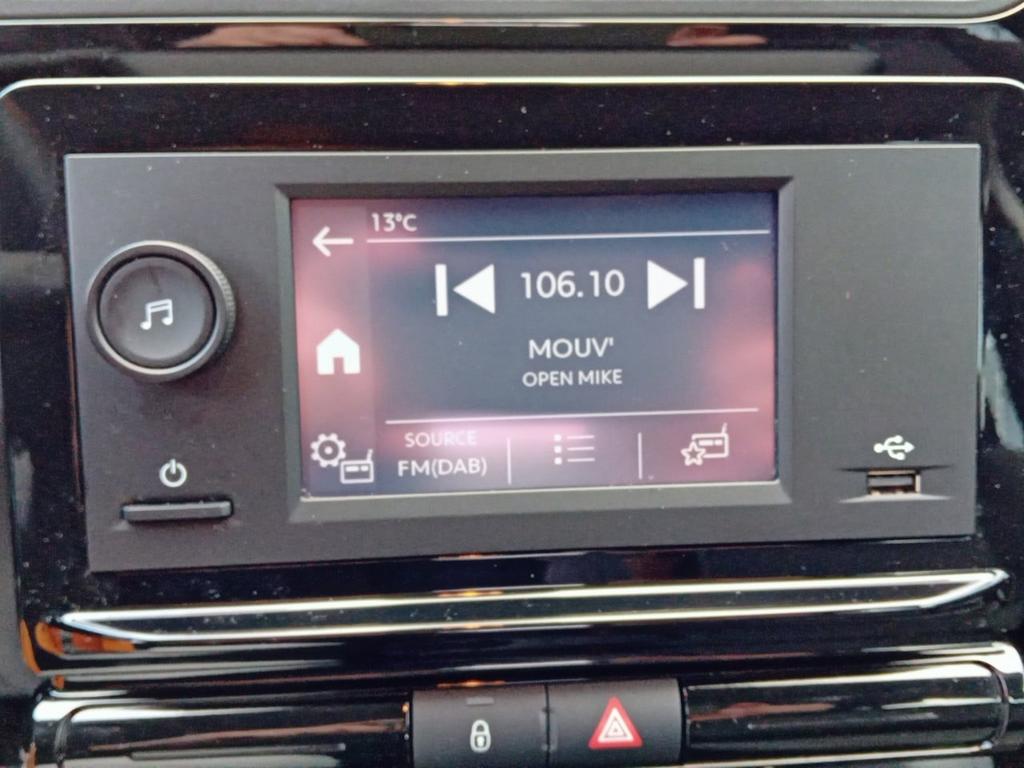 13°C
106.10
MOUV'
OPEN MIKE
SOURCE
FM(DAB)